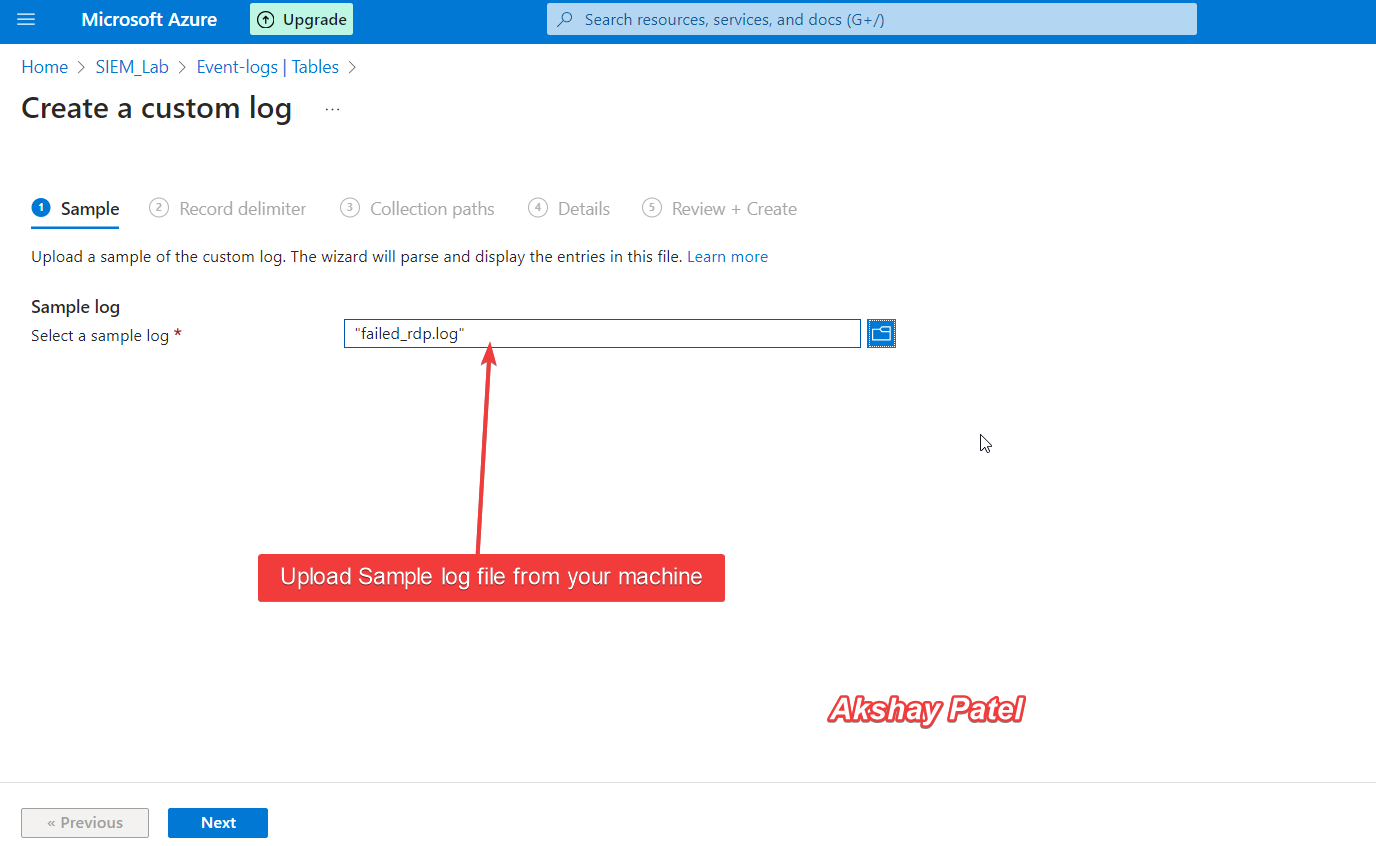 Microsoft Azure
Upgrade
Search resources, services, and docs (G+/)
Home > SIEM_Lab > Event-logs | Tables >
Create a custom log ...
1 Sample
2 Record delimiter
3 Collection paths
4 Details
5 Review + Create
Upload a sample of the custom log. The wizard will parse and display the entries in this file. Learn more
Sample log
Select a sample log *
"failed_rdp.log"
Upload Sample log file from your machine
Akshay Patel
« Previous
Next